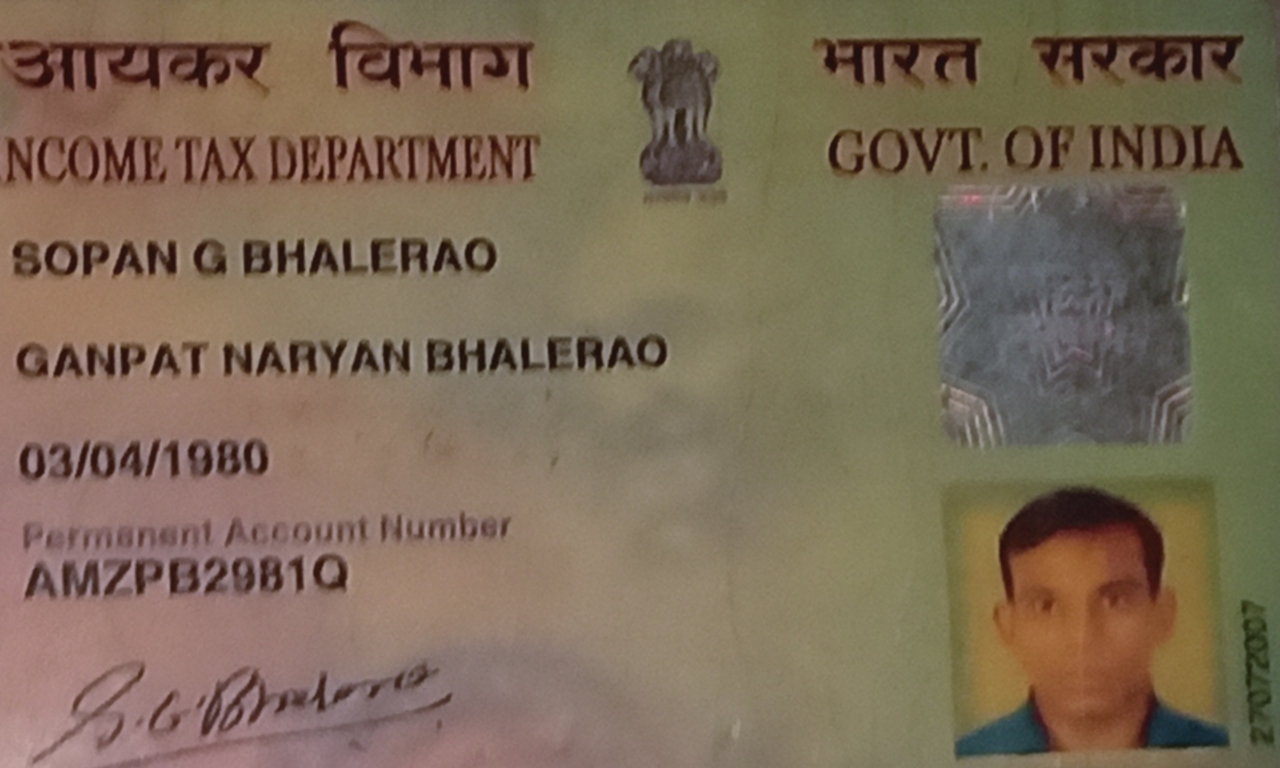 आयकर विभाग
भारत सरकार
NCOME TAX DEPARTMENT
GOVT. OF INDIA
SOPAN G BHALERAO
GANPAT NARYAN BHALERAO
03/04/1980
Permanent Account Number
AMZPB2981Q
S.G.Bhalerao
27072007